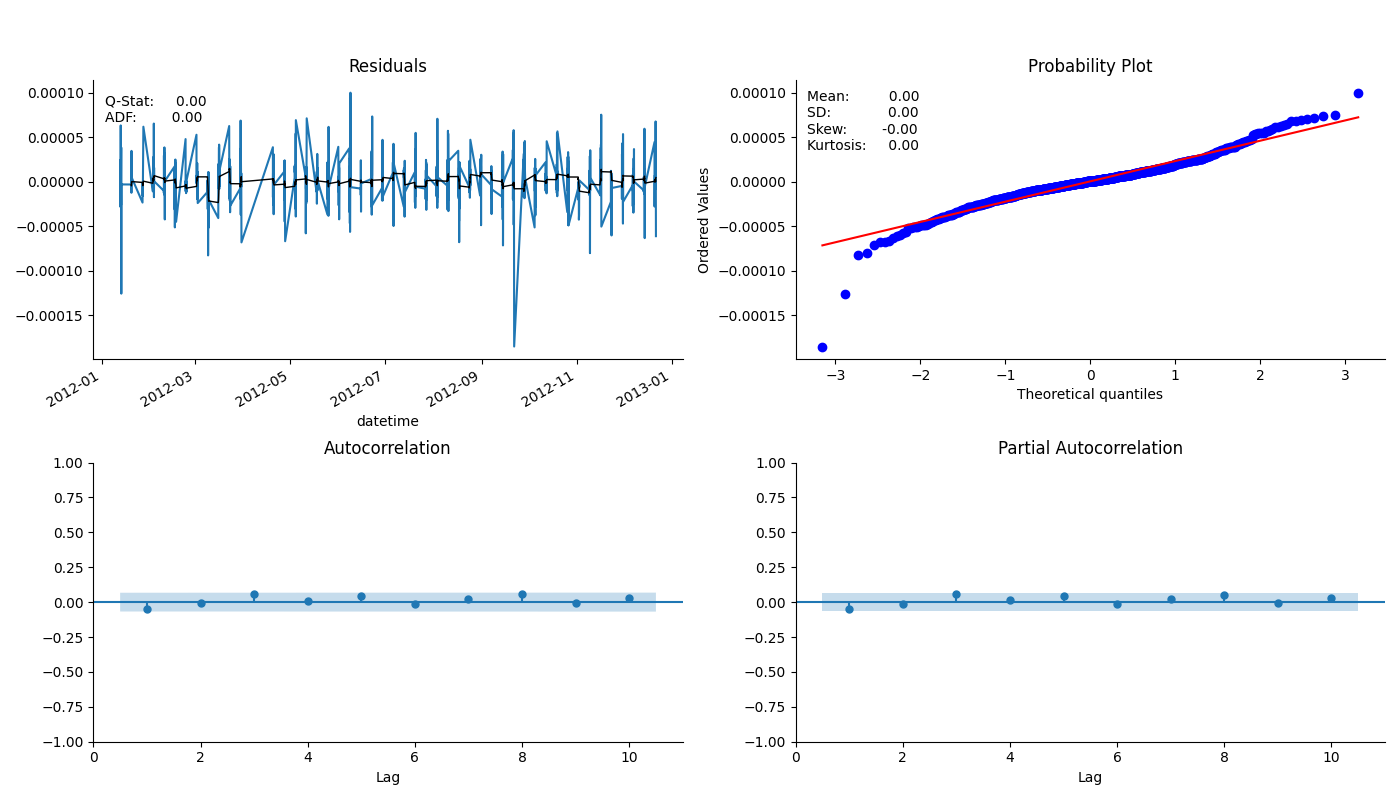 Residuals
Q-Stat: 0.00
ADF: 0.00
0.00010
0.00005
0.00000
−0.00005
−0.00010
−0.00015
2012-01
2012-03
2012-05
2012-07
2012-09
2012-11
2013-01
datetime
Probability Plot
Mean: 0.00
SD: 0.00
Skew: -0.00
Kurtosis: 0.00
Ordered Values
0.00010
0.00005
0.00000
−0.00005
−0.00010
−0.00015
−3 −2 −1 0 1 2 3
Theoretical quantiles
Autocorrelation
1.00
0.75
0.50
0.25
0.00
−0.25
−0.50
−0.75
−1.00
0 2 4 6 8 10
Lag
Partial Autocorrelation
1.00
0.75
0.50
0.25
0.00
−0.25
−0.50
−0.75
−1.00
0 2 4 6 8 10
Lag